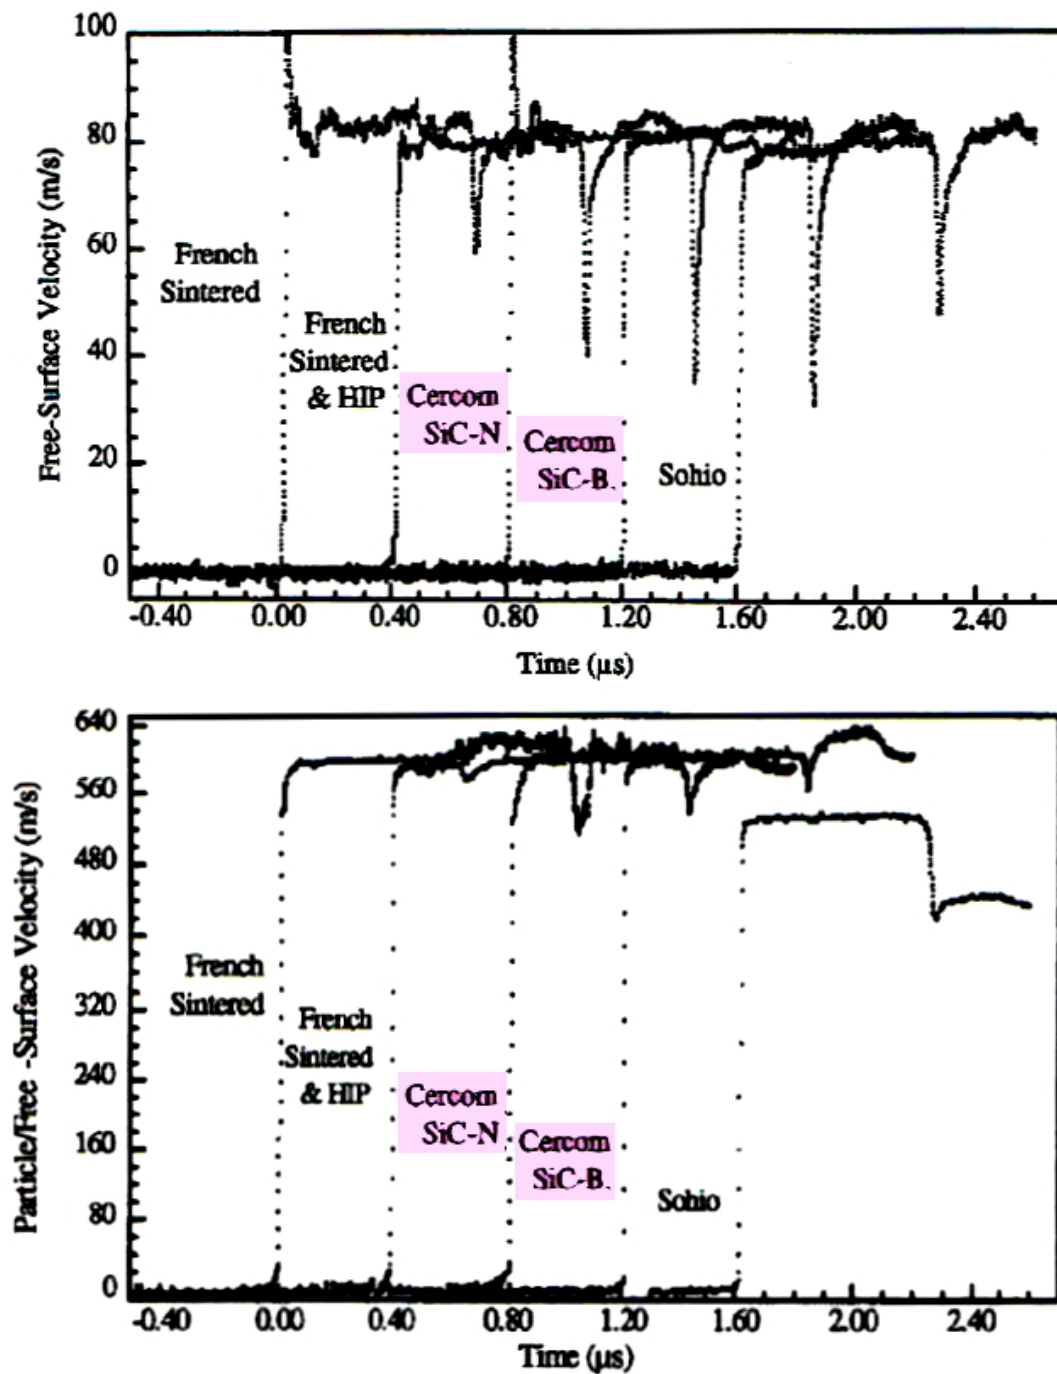 100
80
60
40
20
0
Free-Surface Velocity (m/s)
French
Sintered
French
Sintered
& HIP
Cercom
SiC-N
Cercom
SiC-B.
Sohio
-0.40 0.00 0.40 0.80 1.20 1.60 2.00 2.40
Time (μs)
640
560
480
400
320
240
160
80
0
Particle/Free -Surface Velocity (m/s)
French
Sintered
French
Sintered
& HIP
Cercom
SiC-N
Cercom
SiC-B.
Sohio
-0.40 0.00 0.40 0.80 1.20 1.60 2.00 2.40
Time (μs)